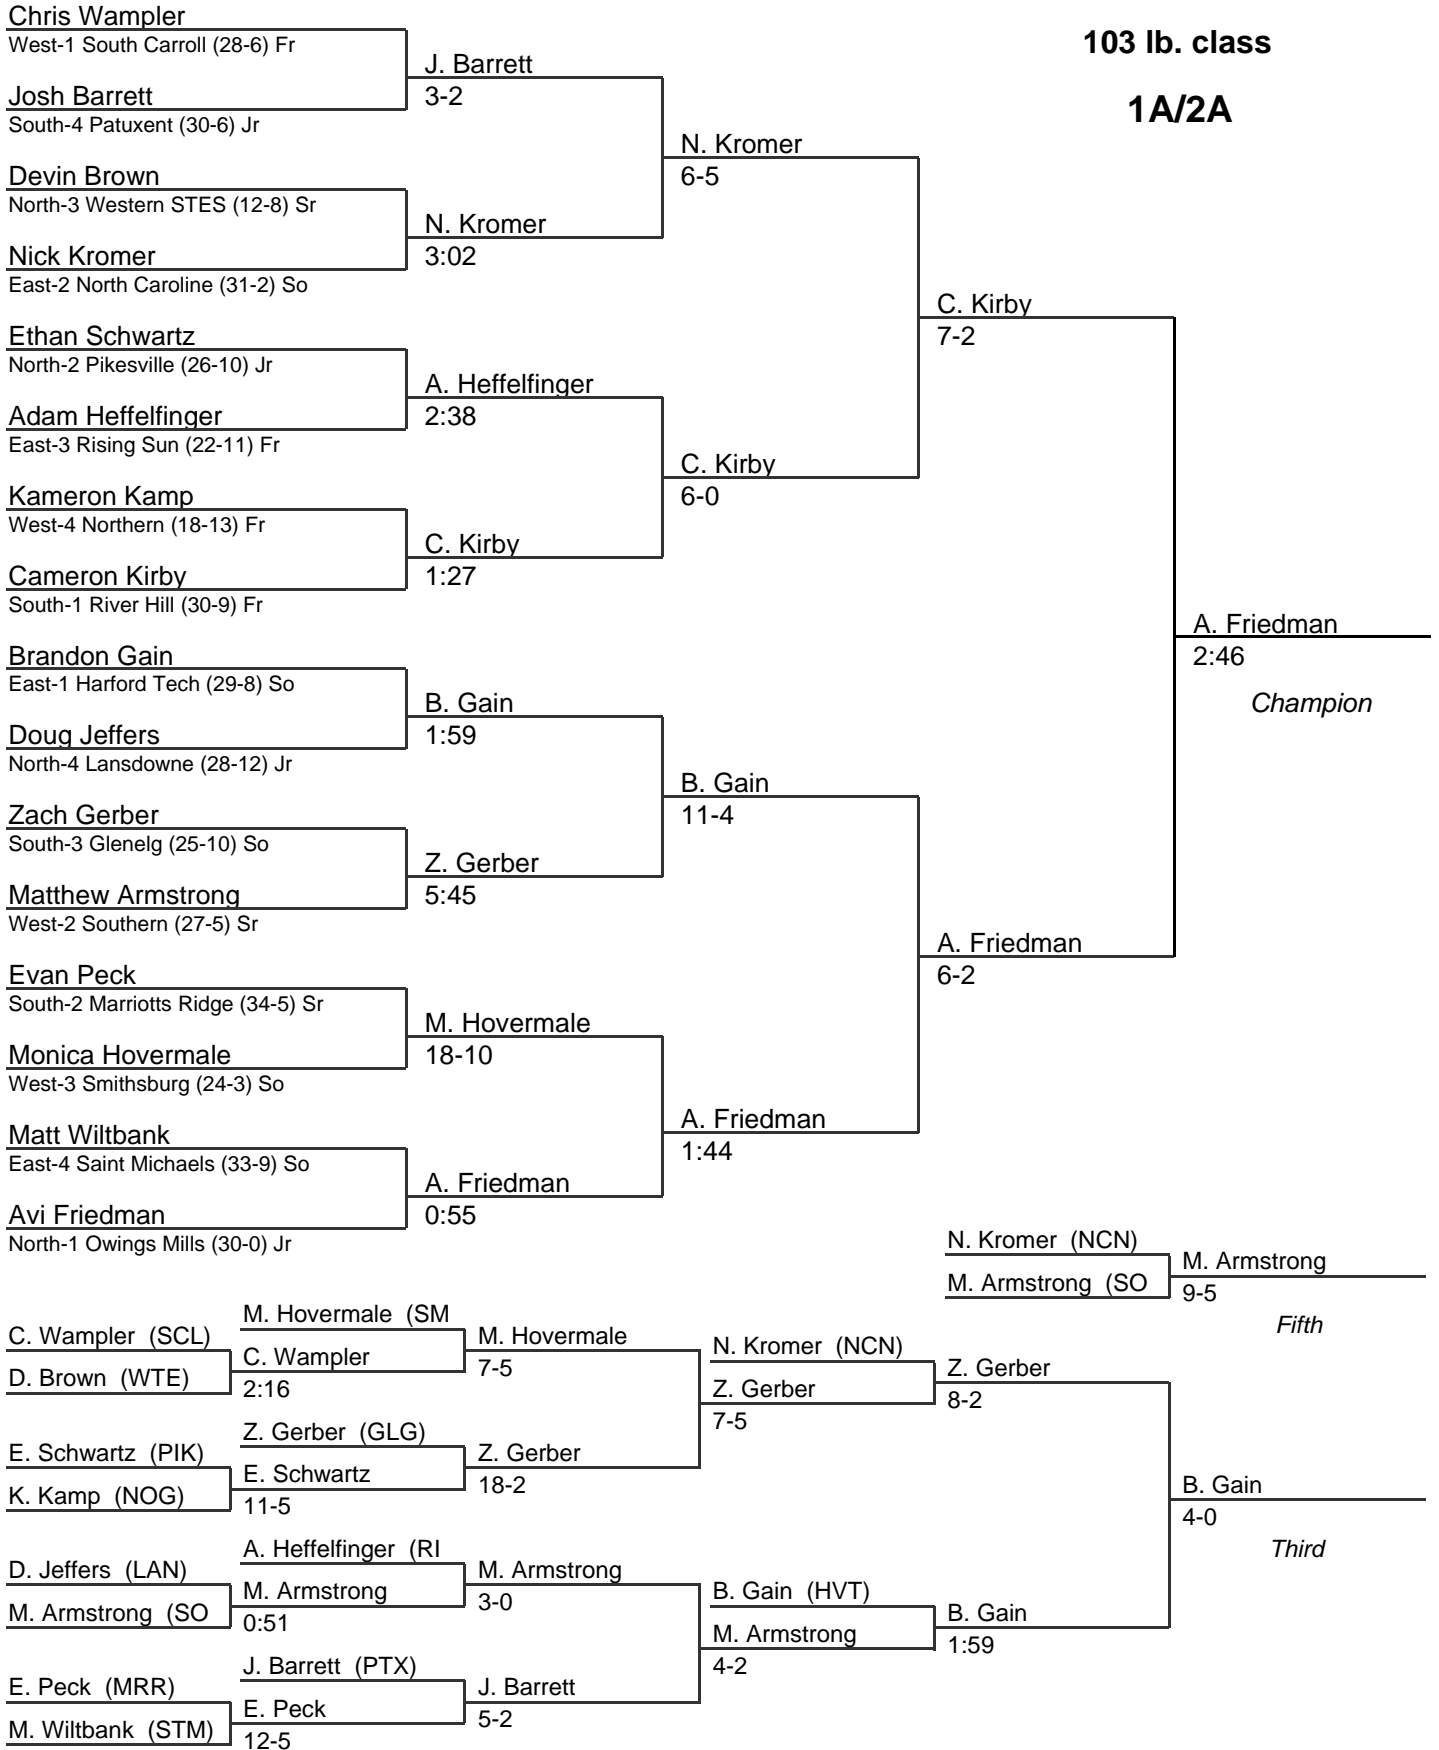 103 lb. class
1A/2A
Chris Wampler
West-1 South Carroll (28-6) Fr
J. Barrett
3-2
Josh Barrett
South-4 Patuxent (30-6) Jr
N. Kromer
6-5
Devin Brown
North-3 Western STES (12-8) Sr
N. Kromer
3:02
Nick Kromer
East-2 North Caroline (31-2) So
C. Kirby
7-2
Ethan Schwartz
North-2 Pikesville (26-10) Jr
A. Heffelfinger
2:38
Adam Heffelfinger
East-3 Rising Sun (22-11) Fr
C. Kirby
6-0
Kameron Kamp
West-4 Northern (18-13) Fr
C. Kirby
1:27
Cameron Kirby
South-1 River Hill (30-9) Fr
A. Friedman
2:46
Champion
Brandon Gain
East-1 Harford Tech (29-8) So
B. Gain
1:59
Doug Jeffers
North-4 Lansdowne (28-12) Jr
B. Gain
11-4
Zach Gerber
South-3 Glenelg (25-10) So
Z. Gerber
5:45
Matthew Armstrong
West-2 Southern (27-5) Sr
A. Friedman
6-2
Evan Peck
South-2 Marriotts Ridge (34-5) Sr
M. Hovermale
18-10
Monica Hovermale
West-3 Smithsburg (24-3) So
A. Friedman
1:44
Matt Wiltbank
East-4 Saint Michaels (33-9) So
A. Friedman
0:55
Avi Friedman
North-1 Owings Mills (30-0) Jr
N. Kromer (NCN)
M. Armstrong (SO
M. Armstrong
9-5
Fifth
C. Wampler (SCL)
D. Brown (WTE)
M. Hovermale (SM
C. Wampler
2:16
M. Hovermale
7-5
E. Schwartz (PIK)
K. Kamp (NOG)
Z. Gerber (GLG)
E. Schwartz
11-5
Z. Gerber
18-2
N. Kromer (NCN)
Z. Gerber
7-5
Z. Gerber
8-2
D. Jeffers (LAN)
M. Armstrong (SO
A. Heffelfinger (RI
M. Armstrong
0:51
M. Armstrong
3-0
E. Peck (MRR)
M. Wiltbank (STM)
J. Barrett (PTX)
E. Peck
12-5
J. Barrett
5-2
B. Gain (HVT)
M. Armstrong
4-2
B. Gain
1:59
B. Gain
4-0
Third